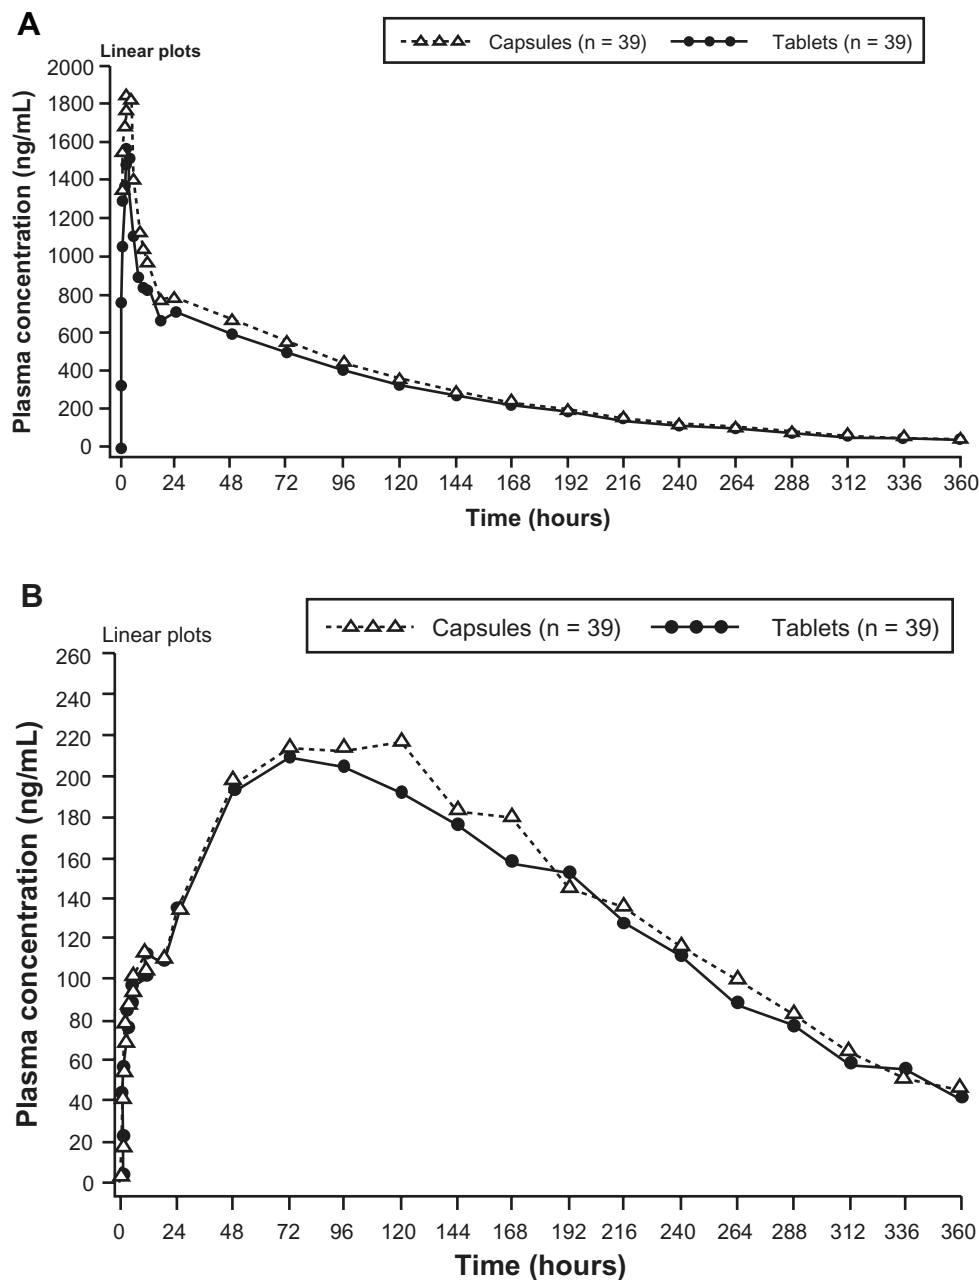 A
Linear plots
Capsules (n = 39) Tablets (n = 39)
Plasma concentration (ng/mL)
2000
1800
1600
1400
1200
1000
800
600
400
200
0
0 24 48 72 96 120 144 168 192 216 240 264 288 312 336 360
Time (hours)
B
Linear plots
Capsules (n = 39) Tablets (n = 39)
Plasma concentration (ng/mL)
260
240
220
200
180
160
140
120
100
80
60
40
20
0
0 24 48 72 96 120 144 168 192 216 240 264 288 312 336 360
Time (hours)